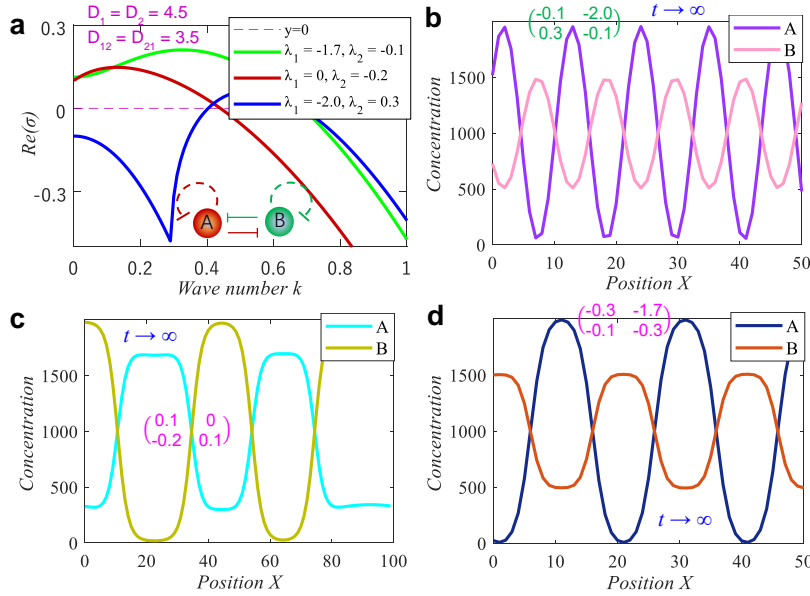 a
D1 = D2 = 4.5
D12 = D21 = 3.5
0.3
0
-0.3
Re(σ)
0
0.2
0.4
0.6
0.8
1
Wave number k
y=0
λ1 = -1.7, λ2 = -0.1
λ1 = 0, λ2 = -0.2
λ1 = -2.0, λ2 = 0.3
A
B
b
(-0.1 -2.0
0.3 -0.1)
t → ∞
A
B
1500
1000
500
0
Concentration
0
10
20
30
40
50
Position X
c
t → ∞
A
B
(0.1 0
-0.2 0.1)
1500
1000
500
0
Concentration
0
20
40
60
80
100
Position X
d
(-0.3 -1.7
-0.1 -0.3)
A
B
t → ∞
1500
1000
500
0
Concentration
0
10
20
30
40
50
Position X